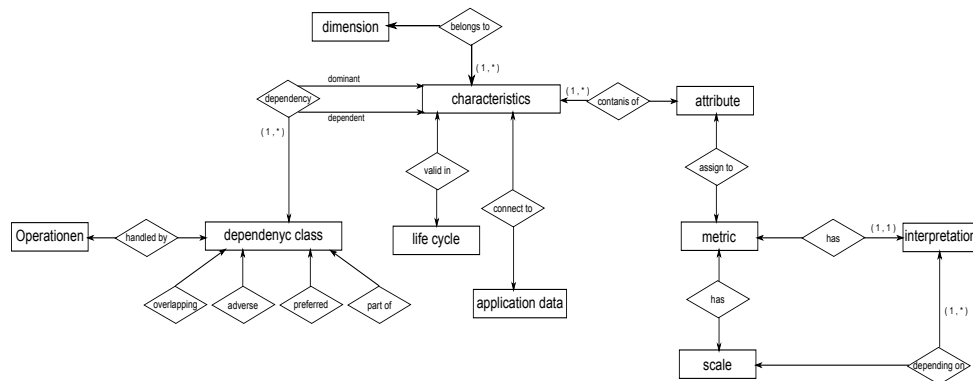 dimension
belongs to
(1,*)
dominant
dependency
characteristics
(1,*)
contanis of
attribute
dependent
(1,*)
valid in
assign to
connect to
Operationen
handled by
dependenyc class
life cycle
metric
has
(1,1)
interpretation
overlapping
adverse
preferred
part of
application data
has
(1,*)
scale
depending on